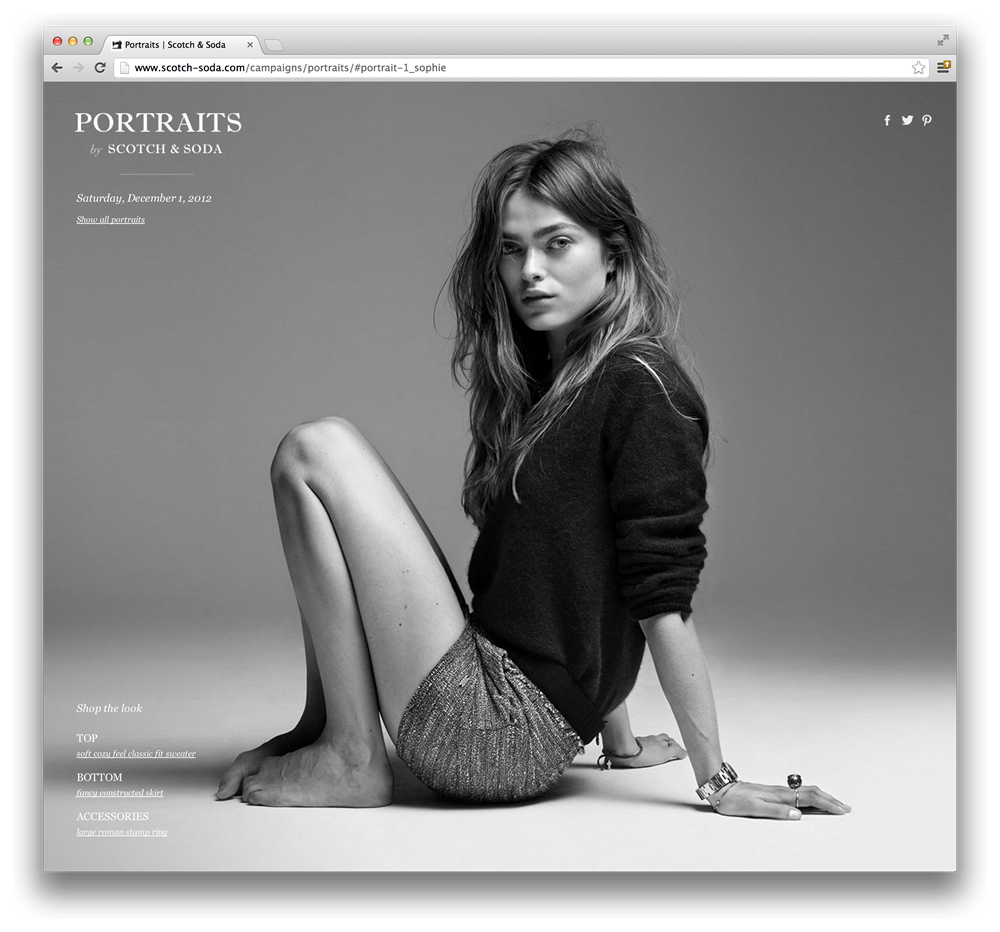 Portraits | Scotch & Soda
www.scotch-soda.com/campaigns/portraits/#portrait-1_sophie
PORTRAITS
by SCOTCH & SODA
Saturday, December 1, 2012
Show all portraits
Shop the look
TOP
soft cozy feel classic fit sweater
BOTTOM
fancy constructed skirt
ACCESSORIES
large roman stamp ring